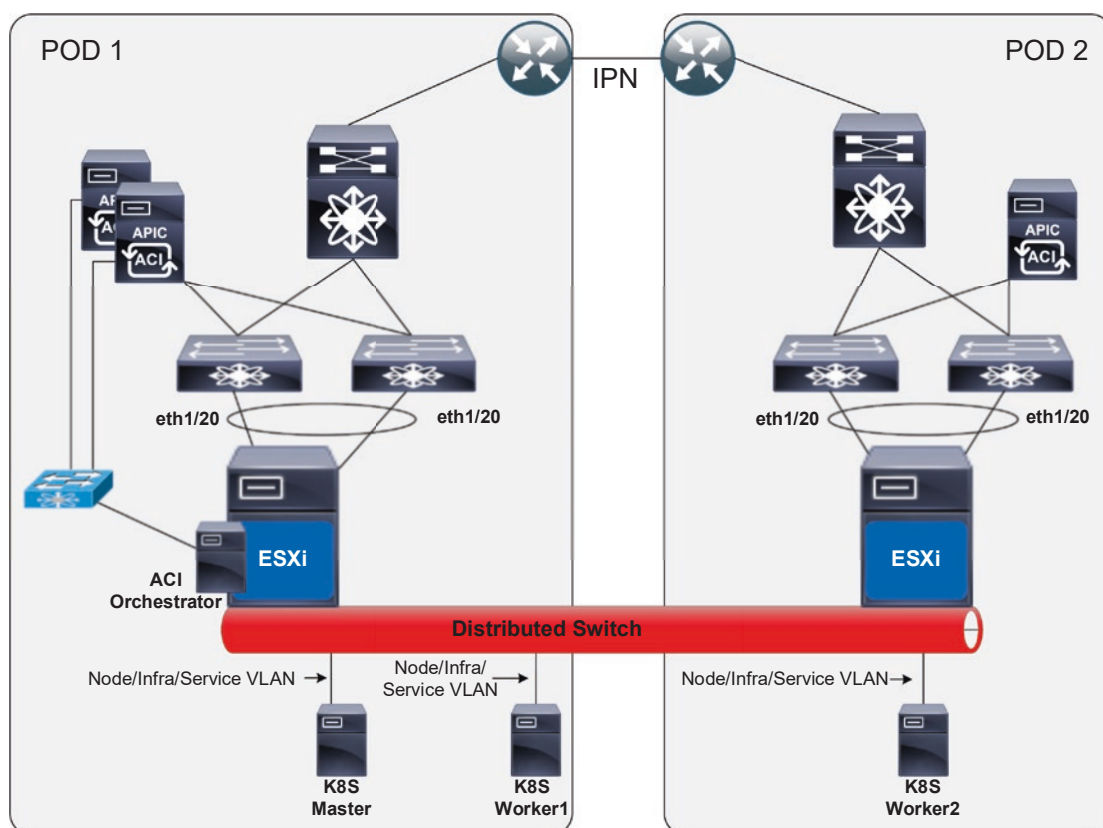 POD 1
POD 2
IPN
AP
AC
APIC
ACI
APIC
ACI
eth1/20
eth1/20
eth1/20
eth1/20
ESXi
ESXi
ACI
Orchestrator
Distributed Switch
Node/Infra/Service VLAN
Node/Infra/
Service VLAN
Node/Infra/Service VLAN
K8S
Master
K8S
Worker1
K8S
Worker2